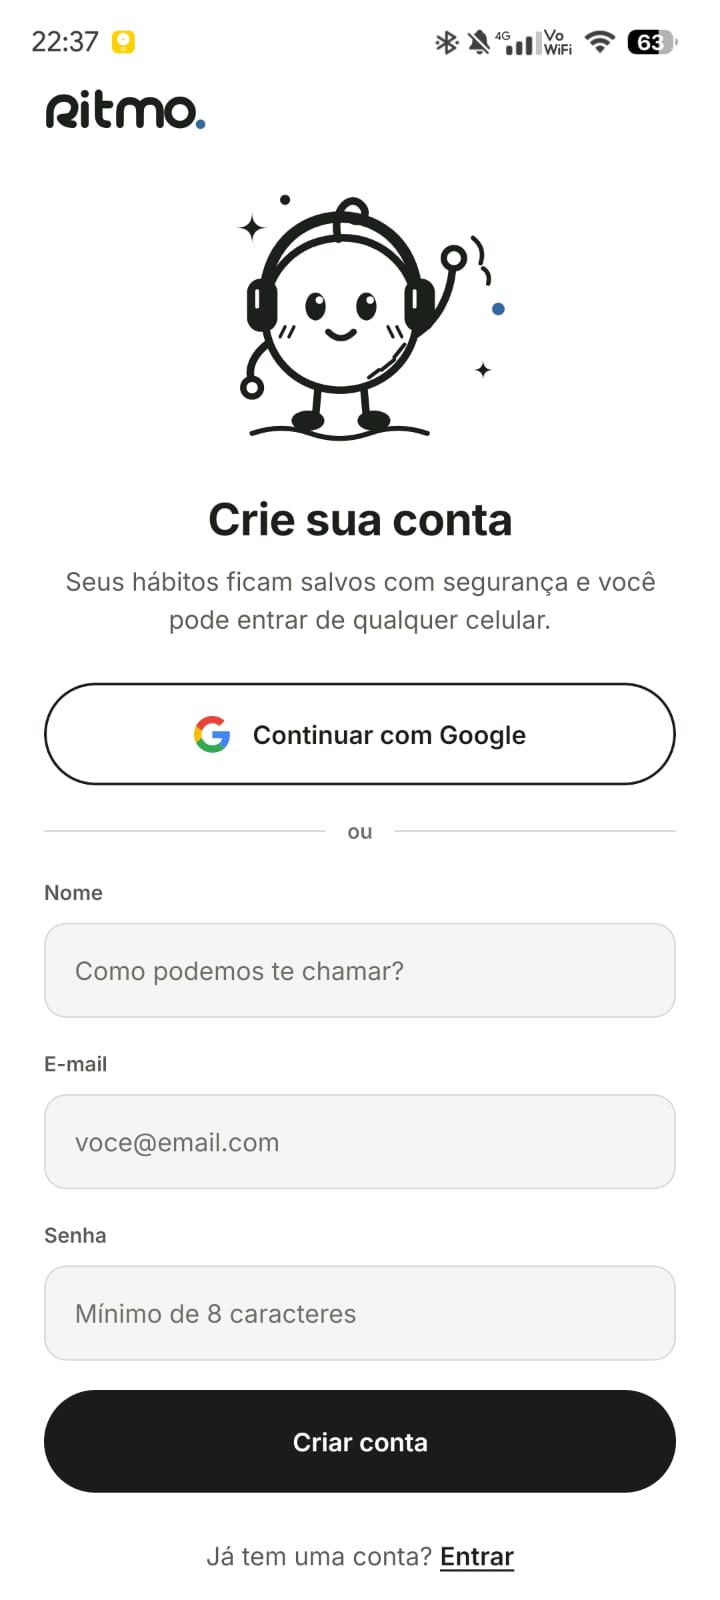 22:37
4G
Vo
WiFi
63
Ritmo.
Crie sua conta
Seus hábitos ficam salvos com segurança e você
pode entrar de qualquer celular.
Continuar com Google
ou
Nome
Como podemos te chamar?
E-mail
voce@email.com
Senha
Mínimo de 8 caracteres
Criar conta
Já tem uma conta? Entrar